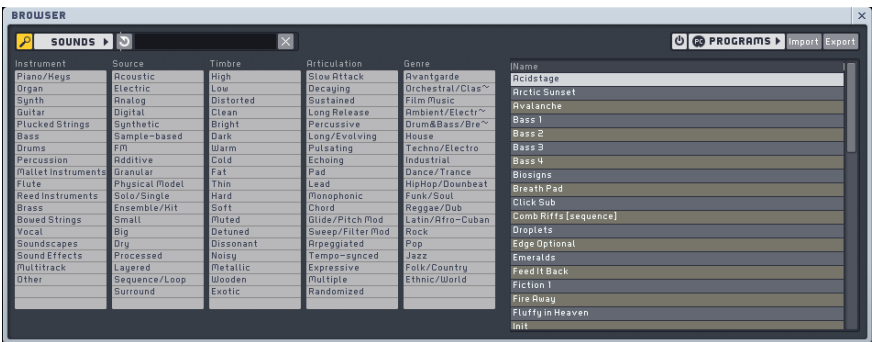 BROWSER
SOUNDS PC PROGRAMS Import Export
Instrument Source Timbre Articulation Genre Name
Piano/Keys Acoustic High Slow Attack Avantgarde
Organ Electric Low Decaying Orchestral/Clas~
Synth Analog Distorted Sustained Film Music
Guitar Digital Clean Long Release Ambient/Electr~
Plucked Strings Synthetic Bright Percussive Drum&Bass/Bre~
Bass Sample-based Dark Long/Evolving House
Drums FM Warm Pulsating Techno/Electro
Percussion Additive Cold Echoing Industrial
Mallet Instruments Granular Fat Pad Dance/Trance
Flute Physical Model Thin Lead HipHop/Downbeat
Reed Instruments Solo/Single Hard Monophonic Funk/Soul
Brass Ensemble/Kit Soft Chord Reggae/Dub
Bowed Strings Small Muted Glide/Pitch Mod Latin/Afro-Cuban
Vocal Big Detuned Sweep/Filter Mod Rock
Soundscapes Dry Dissonant Arpeggiated Pop
Sound Effects Processed Noisy Tempo-synced Jazz
Multitrack Layered Metallic Expressive Folk/Country
Other Sequence/Loop Wooden Multiple Ethnic/World
Surround Exotic Randomized
Acidstage
Arctic Sunset
Avalanche
Bass 1
Bass 2
Bass 3
Bass 4
Biosigns
Breath Pad
Click Sub
Comb Riffs [sequence]
Droplets
Edge Optional
Emeralds
Feed It Back
Fiction 1
Fire Away
Fluffy in Heaven
Init